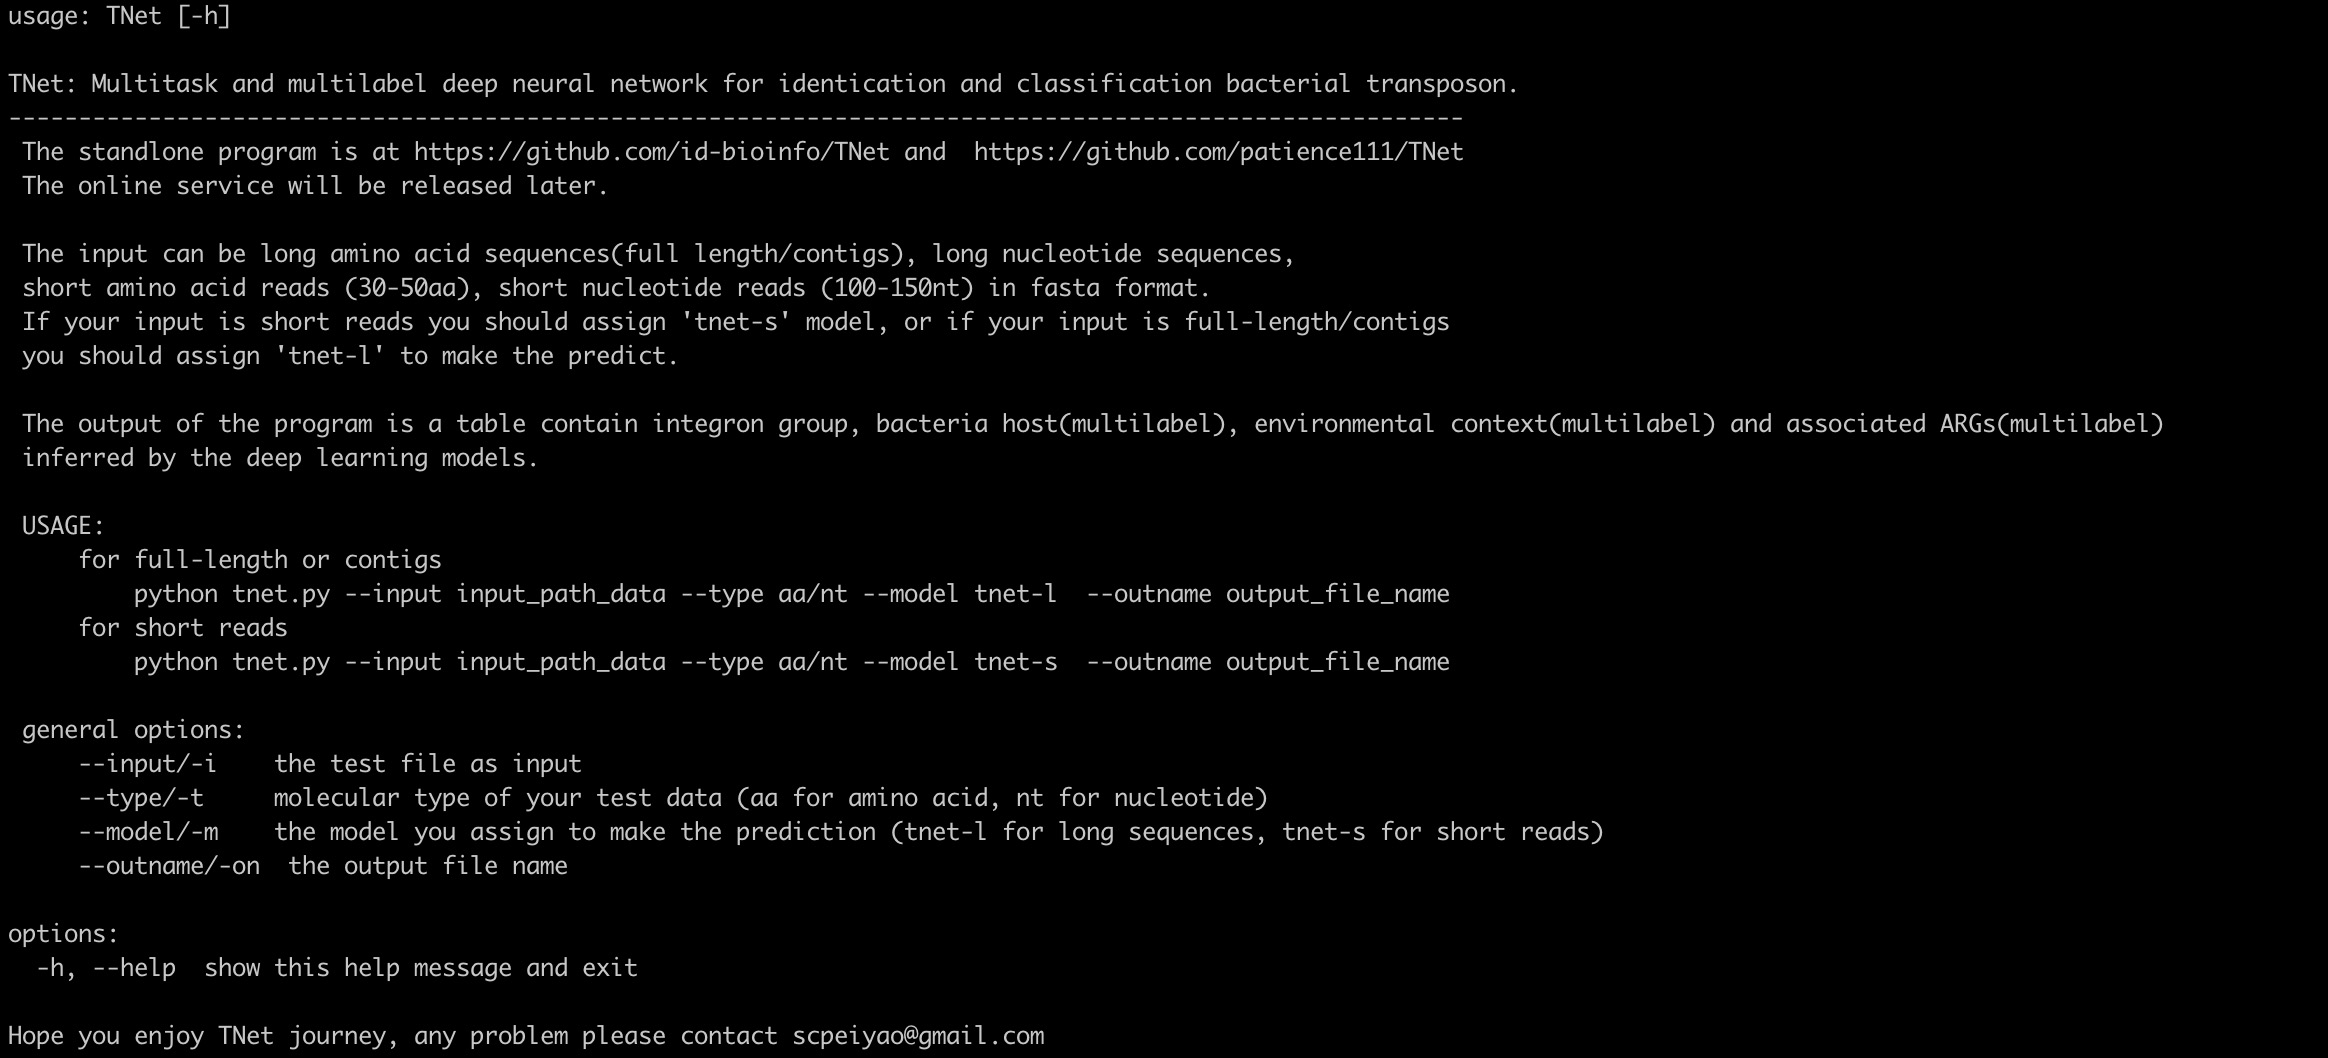 usage: TNet [-h]
TNet: Multitask and multilabel deep neural network for identication and classification bacterial transposon.
--------------------------------------------------------------------------------------------------------
The standlone program is at https://github.com/id-bioinfo/TNet and  https://github.com/patience111/TNet
The online service will be released later.
The input can be long amino acid sequences(full length/contigs), long nucleotide sequences,
short amino acid reads (30-50aa), short nucleotide reads (100-150nt) in fasta format.
If your input is short reads you should assign 'tnet-s' model, or if your input is full-length/contigs
you should assign 'tnet-l' to make the predict.
The output of the program is a table contain integron group, bacteria host(multilabel), environmental context(multilabel) and associated ARGs(multilabel)
inferred by the deep learning models.
USAGE:
for full-length or contigs
python tnet.py --input input_path_data --type aa/nt --model tnet-l  --outname output_file_name
for short reads
python tnet.py --input input_path_data --type aa/nt --model tnet-s  --outname output_file_name
general options:
--input/-i    the test file as input
--type/-t     molecular type of your test data (aa for amino acid, nt for nucleotide)
--model/-m    the model you assign to make the prediction (tnet-l for long sequences, tnet-s for short reads)
--outname/-on  the output file name
options:
-h, --help  show this help message and exit
Hope you enjoy TNet journey, any problem please contact scpeiyao@gmail.com